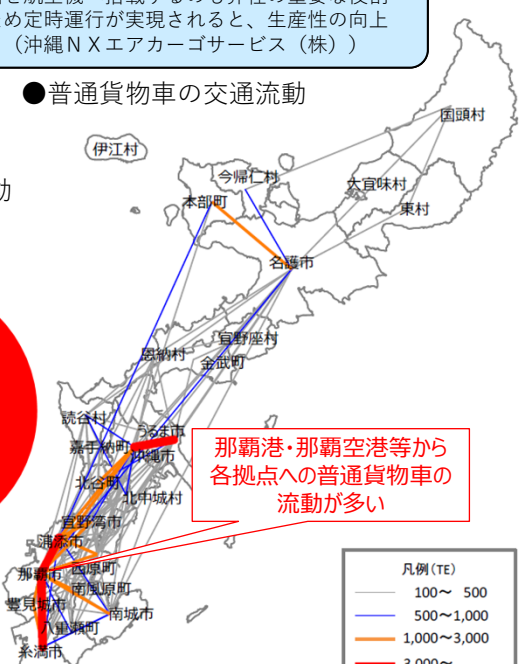 め定時運行が実現されると、生産性の向上
(沖縄NXエアカーゴサービス(株))
●普通貨物車の交通流動
動
国頭村
伊江村
今帰仁村
大宜味村
本部町
東村
名護市
宜野座村
恩納村
金武町
読谷村
うるま市
嘉手納町
沖縄市
北谷町
北中城村
宜野湾市
浦添市
那覇市
西原町
南風原町
豊見城市
南城市
八重瀬町
糸満市
那覇港・那覇空港等から
各拠点への普通貨物車の
流動が多い
凡例(TE)
100~ 500
500~1,000
1,000~3,000
3,000~